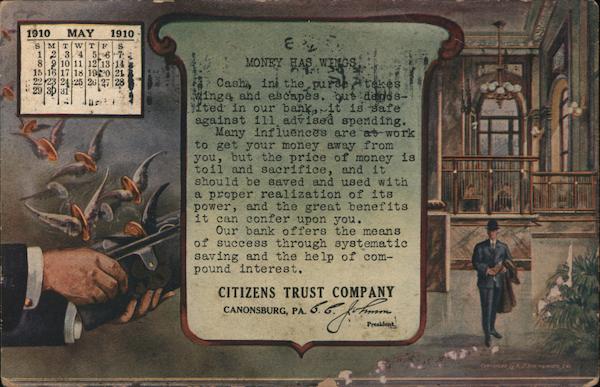 1910 MAY 1910
S M T W T F S
1 2 3 4 5 6 7
8 9 10 11 12 13 14
15 16 17 18 19 20 21
22 23 24 25 26 27 28
29 30 31
MONEY HAS WINGS
Cash, in the purse, takes
wings and escapes, but depos-
ited in our bank, it is safe
against ill advised spending.
Many influences are at work
to get your money away from
you, but the price of money is
toil and sacrifice, and it
should be saved and used with
a proper realization of its
power, and the great benefits
it can confer upon you.
Our bank offers the means
of success through systematic
saving and the help of com-
pound interest.
CITIZENS TRUST COMPANY
CANONSBURG, PA.
President.